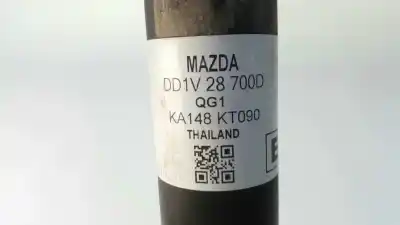 MAZDA
DD1V 28 700D
QG1
KA148 KT090
THAILAND
E